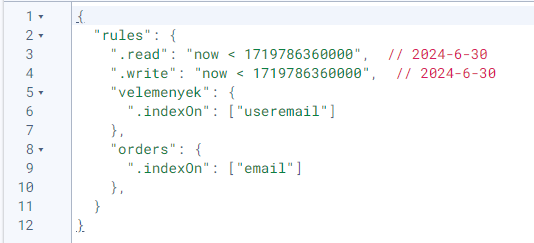 1 {
2 "rules": {
3 ".read": "now < 1719786360000", // 2024-6-30
4 ".write": "now < 1719786360000", // 2024-6-30
5 "velemenyek": {
6 ".indexOn": ["useremail"]
7 },
8 "orders": {
9 ".indexOn": ["email"]
10 },
11 }
12 }